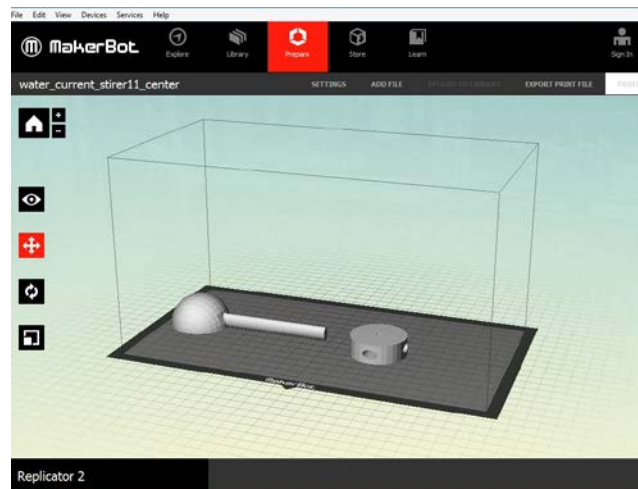 File Edit View Devices Services Help
MakerBot
Explore
Library
Prepare
Store
Learn
Sign In
water_current_stirer11_center
SETTINGS
ADD FILE
EXPORT PRINT FILE
MakerBot
Replicator 2